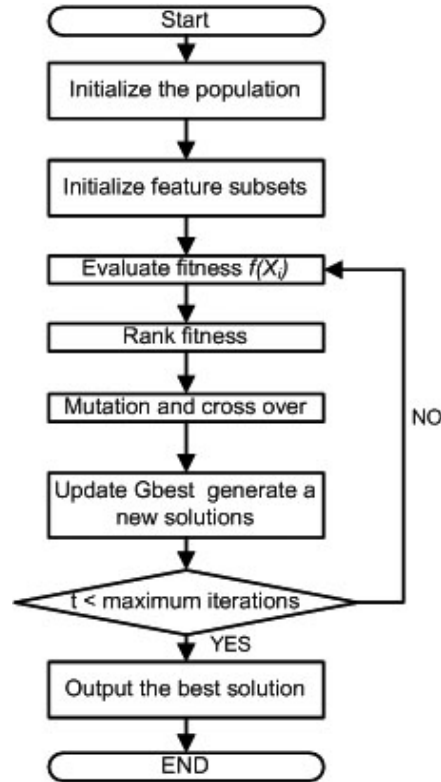 Start
Initialize the population
Initialize feature subsets
Evaluate fitness f(Xi)
Rank fitness
Mutation and cross over
NO
Update Gbest generate a
new solutions
t < maximum iterations
YES
Output the best solution
END